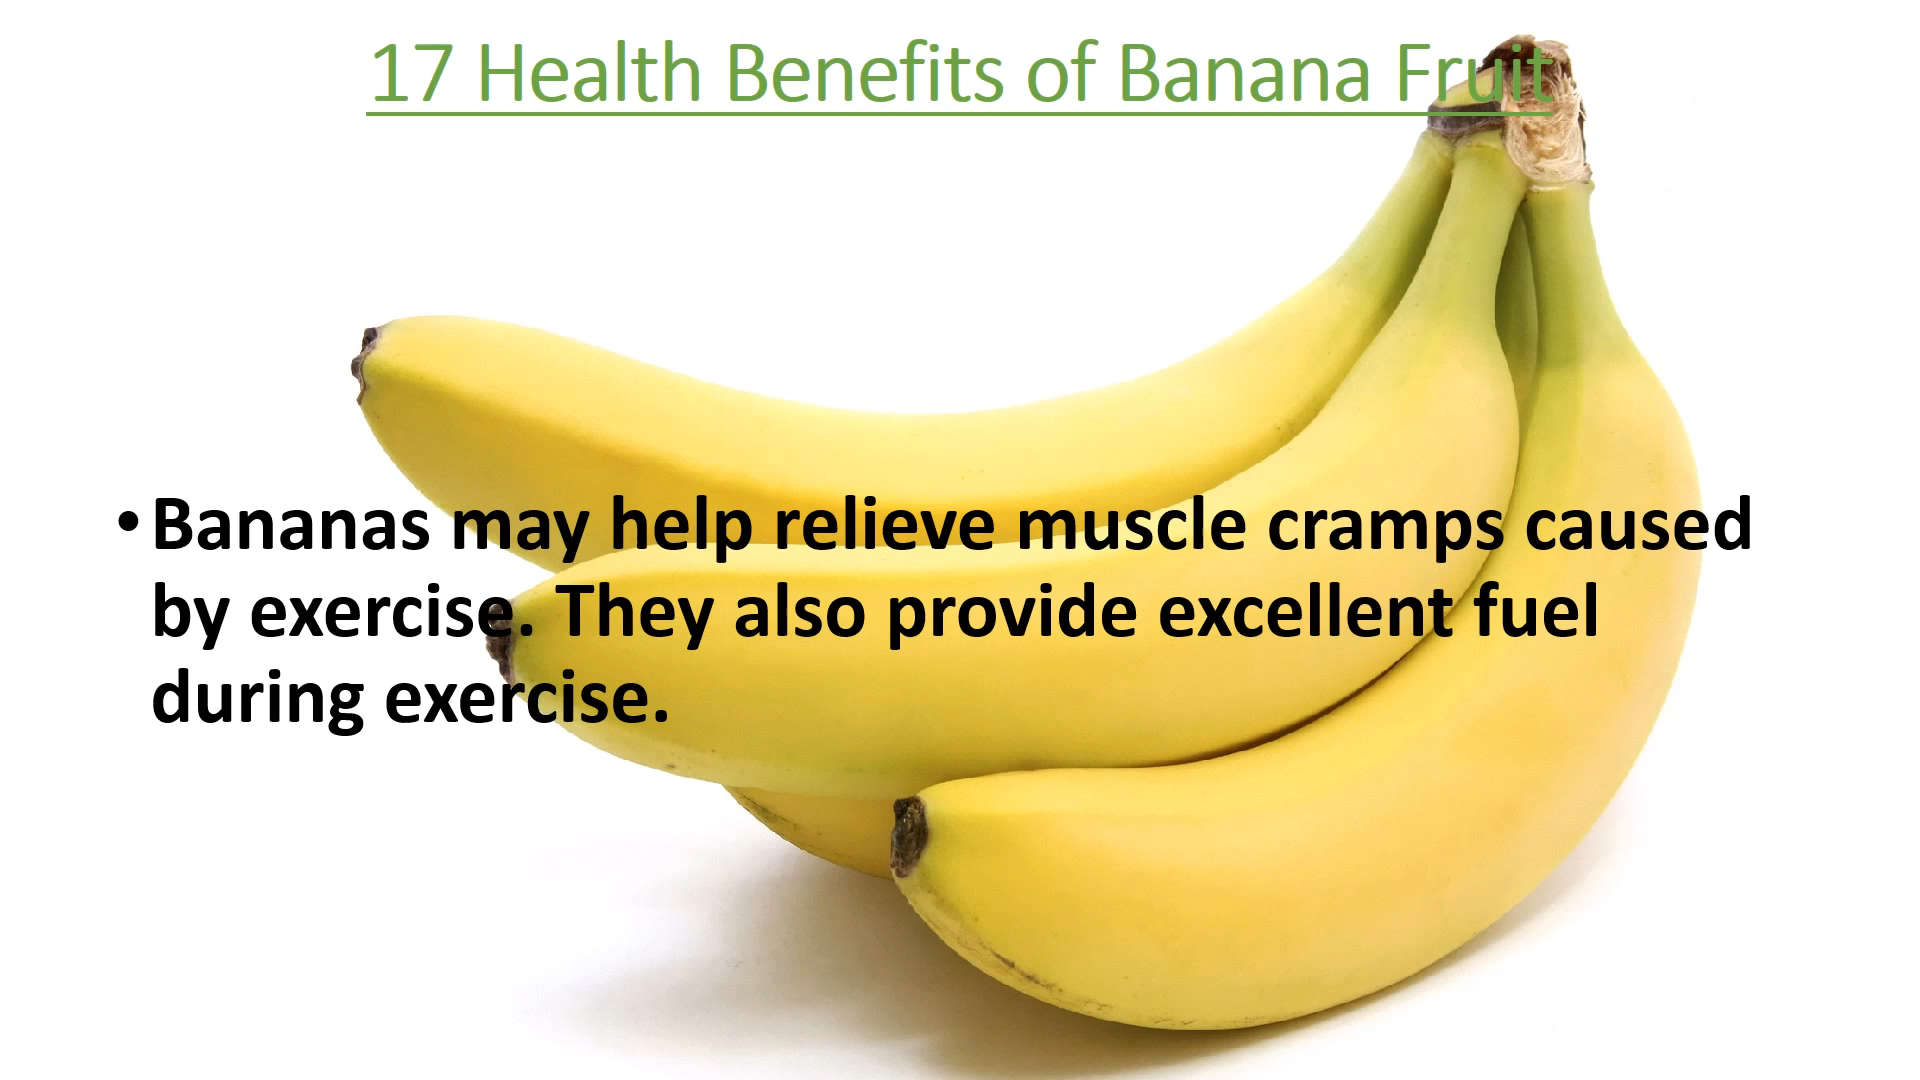 17 Health Benefits of Banana Fruit
•Bananas may help relieve muscle cramps caused
by exercise. They also provide excellent fuel
during exercise.